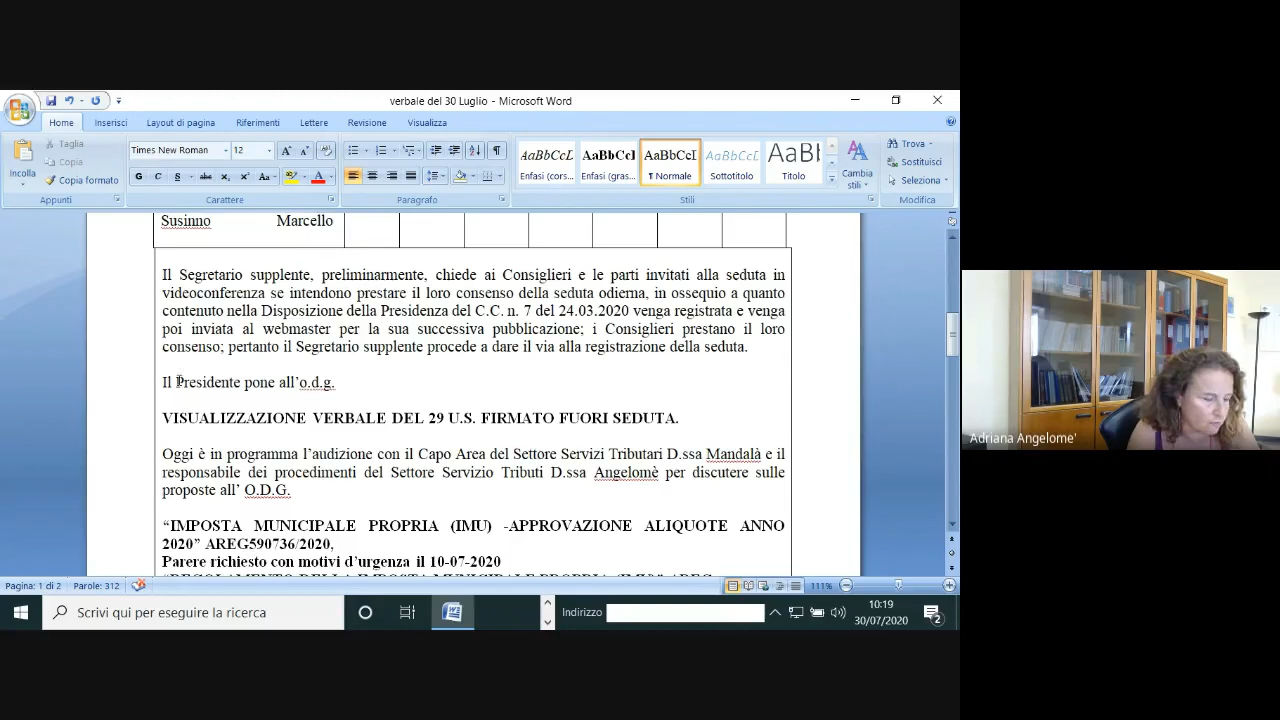 verbale del 30 Luglio - Microsoft Word
Home Inserisci Layout di pagina Riferimenti Lettere Revisione Visualizza
Incolla
Taglia
Copia
Copia formato
Appunti
Times New Roman 12
G C S abc x₂ x² Aa
Carattere
Paragrafo
AaBbCcI AaBbCcI AaBbCcI AaBbCcI AaBb
Enfasi (cors... Enfasi (gras... ¶ Normale Sottotitolo Titolo
Cambia stili
Stili
Trova
Sostituisci
Seleziona
Modifica
Susinno Marcello
Il Segretario supplente, preliminarmente, chiede ai Consiglieri e le parti invitati alla seduta in
videoconferenza se intendono prestare il loro consenso della seduta odierna, in ossequio a quanto
contenuto nella Disposizione della Presidenza del C.C. n. 7 del 24.03.2020 venga registrata e venga
poi inviata al webmaster per la sua successiva pubblicazione; i Consiglieri prestano il loro
consenso; pertanto il Segretario supplente procede a dare il via alla registrazione della seduta.
Il Presidente pone all’o.d.g.
VISUALIZZAZIONE VERBALE DEL 29 U.S. FIRMATO FUORI SEDUTA.
Oggi è in programma l’audizione con il Capo Area del Settore Servizi Tributari D.ssa Mandalà e il
responsabile dei procedimenti del Settore Servizio Tributi D.ssa Angelomè per discutere sulle
proposte all’ O.D.G.
“IMPOSTA MUNICIPALE PROPRIA (IMU) -APPROVAZIONE ALIQUOTE ANNO
2020” AREG590736/2020,
Parere richiesto con motivi d’urgenza il 10-07-2020
Pagina: 1 di 2 Parole: 312 111%
Scrivi qui per eseguire la ricerca
Indirizzo
10:19
30/07/2020
2
Adriana Angelome'